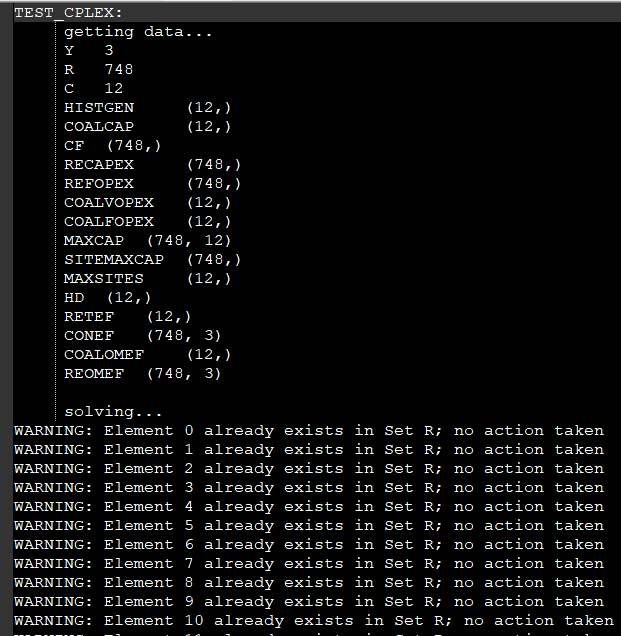 TEST_CPLEX:
getting data...
Y 3
R 748
C 12
HISTGEN (12,)
COALCAP (12,)
CF (748,)
RECAPEX (748,)
REFOPEX (748,)
COALVOPEX (12,)
COALFOPEX (12,)
MAXCAP (748, 12)
SITEMAXCAP (748,)
MAXSITES (12,)
HD (12,)
RETEF (12,)
CONEF (748, 3)
COALOMEF (12,)
REOMEF (748, 3)
solving...
WARNING: Element 0 already exists in Set R; no action taken
WARNING: Element 1 already exists in Set R; no action taken
WARNING: Element 2 already exists in Set R; no action taken
WARNING: Element 3 already exists in Set R; no action taken
WARNING: Element 4 already exists in Set R; no action taken
WARNING: Element 5 already exists in Set R; no action taken
WARNING: Element 6 already exists in Set R; no action taken
WARNING: Element 7 already exists in Set R; no action taken
WARNING: Element 8 already exists in Set R; no action taken
WARNING: Element 9 already exists in Set R; no action taken
WARNING: Element 10 already exists in Set R; no action taken